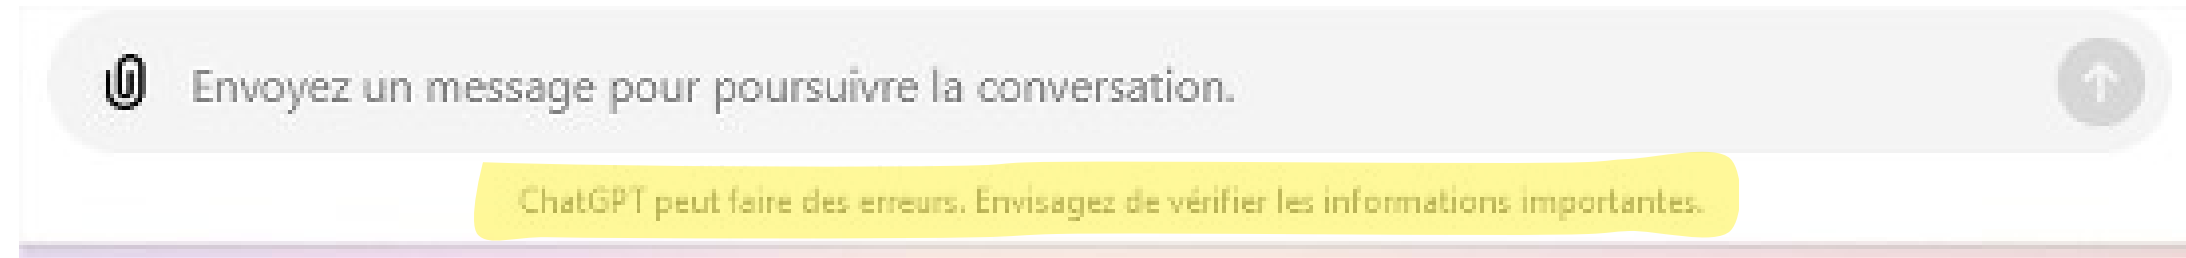 Envoyez un message pour poursuivre la conversation.
ChatGPT peut faire des erreurs. Envisagez de vérifier les informations importantes.